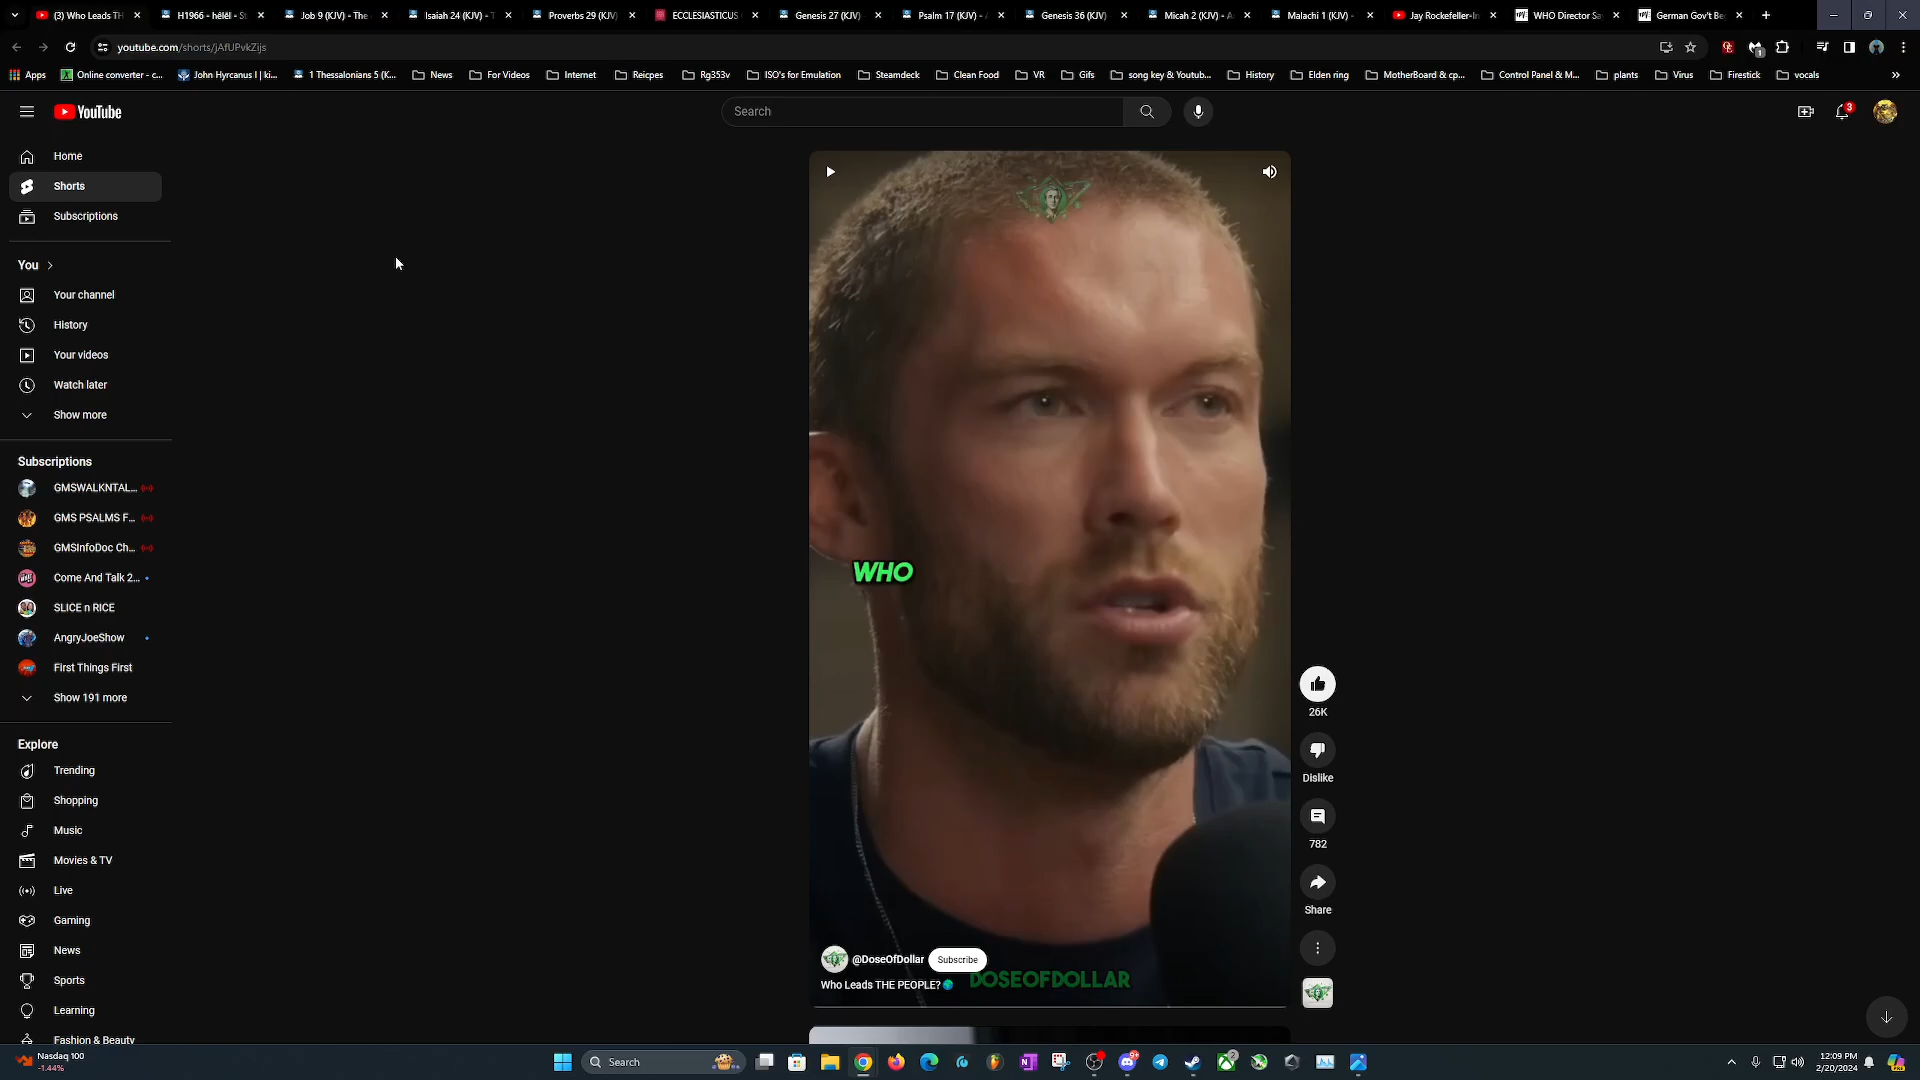 (3) Who Leads TH
H1966 - hêlēl - St
Job 9 (KJV) - The
Isaiah 24 (KJV) - T
Proverbs 29 (KJV)
ECCLESIASTICUS
Genesis 27 (KJV)
Psalm 17 (KJV) - A
Genesis 36 (KJV)
Micah 2 (KJV) - A
Malachi 1 (KJV) -
Jay Rockefeller-In
WHO Director Sa
German Gov't Be
youtube.com/shorts/jAfUPvkZijs
Apps
Online converter - c...
John Hyrcanus I | ki...
1 Thessalonians 5 (K...
News
For Videos
Internet
Reicpes
Rg353v
ISO's for Emulation
Steamdeck
Clean Food
VR
Gifs
song key & Youtub...
History
Elden ring
MotherBoard & cp...
Control Panel & M...
plants
Virus
Firestick
vocals
YouTube
Search
3
Home
Shorts
Subscriptions
You
Your channel
History
Your videos
Watch later
Show more
Subscriptions
GMSWALKNTAL...
GMS PSALMS F...
GMSInfoDoc Ch...
Come And Talk 2...
SLICE n RICE
AngryJoeShow
First Things First
Show 191 more
Explore
Trending
Shopping
Music
Movies & TV
Live
Gaming
News
Sports
Learning
Fashion & Beauty
WHO
@DoseOfDollar
Subscribe
Who Leads THE PEOPLE?
DOSEOFDOLLAR
26K
Dislike
782
Share
Nasdaq 100
-1.44%
Search
12:09 PM
2/20/2024